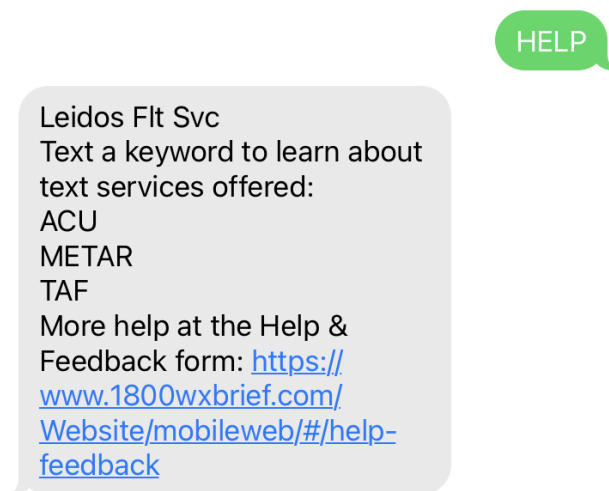 HELP
Leidos Flt Svc
Text a keyword to learn about
text services offered:
ACU
METAR
TAF
More help at the Help &
Feedback form: https://
www.1800wxbrief.com/
Website/mobileweb/#/help-
feedback